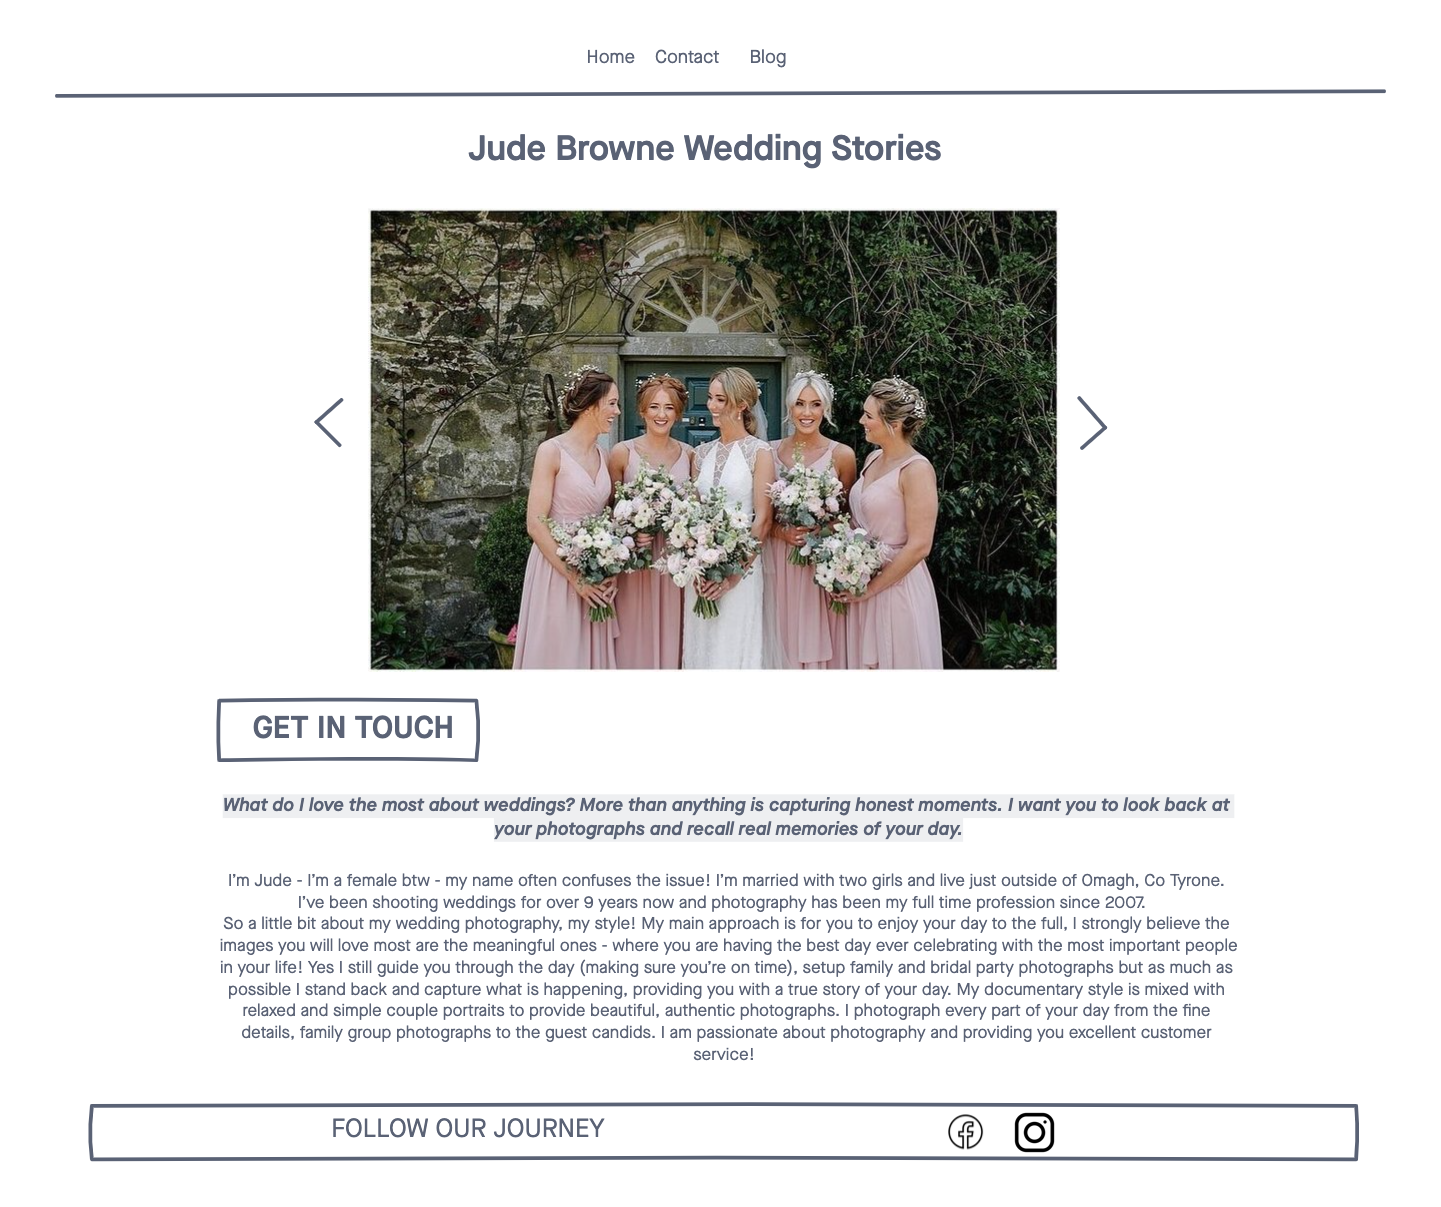 Home Contact Blog
Jude Browne Wedding Stories
GET IN TOUCH
What do I love the most about weddings? More than anything is capturing honest moments. I want you to look back at
your photographs and recall real memories of your day.
I'm Jude - I'm a female btw - my name often confuses the issue! I'm married with two girls and live just outside of Omagh, Co Tyrone.
I've been shooting weddings for over 9 years now and photography has been my full time profession since 2007.
So a little bit about my wedding photography, my style! My main approach is for you to enjoy your day to the full, I strongly believe the
images you will love most are the meaningful ones - where you are having the best day ever celebrating with the most important people
in your life! Yes I still guide you through the day (making sure you're on time), setup family and bridal party photographs but as much as
possible I stand back and capture what is happening, providing you with a true story of your day. My documentary style is mixed with
relaxed and simple couple portraits to provide beautiful, authentic photographs. I photograph every part of your day from the fine
details, family group photographs to the guest candids. I am passionate about photography and providing you excellent customer
service!
FOLLOW OUR JOURNEY